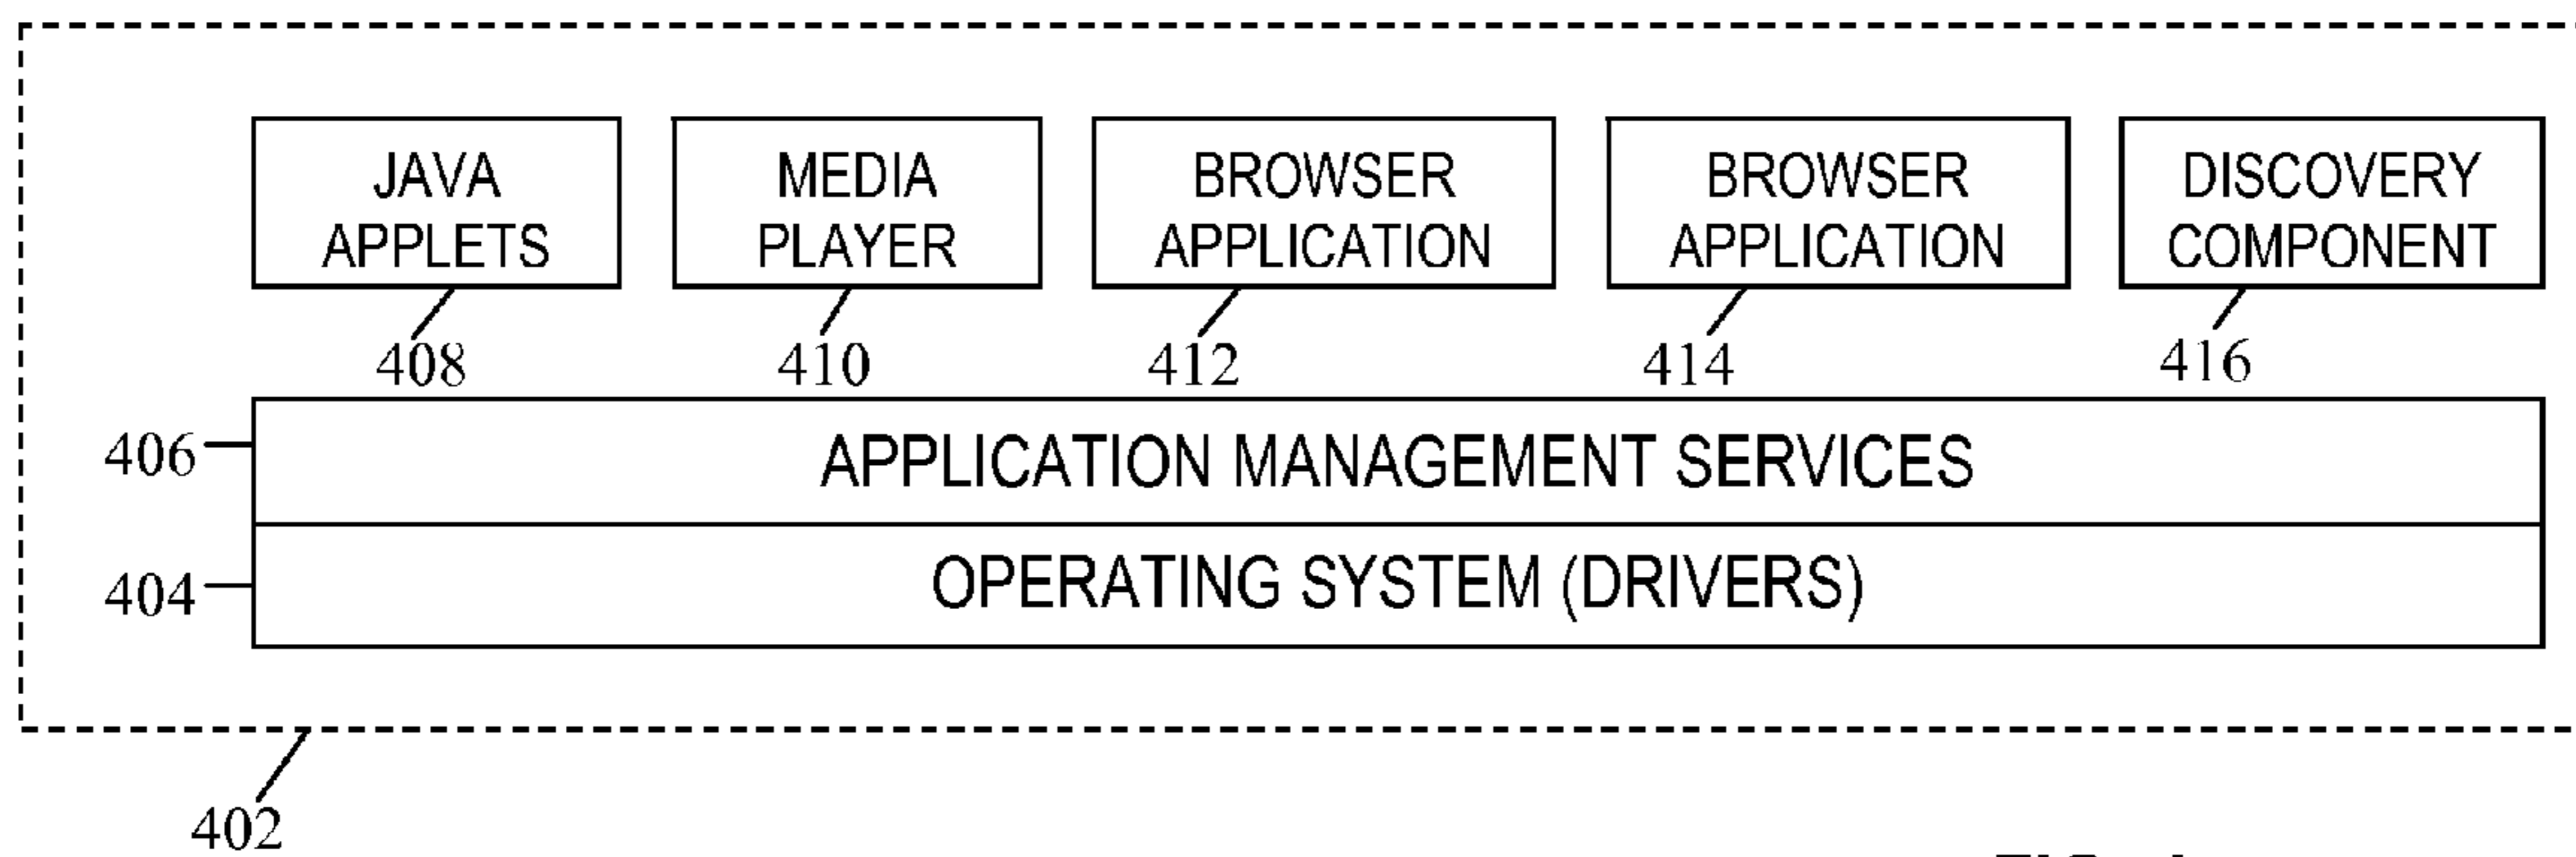 JAVA
APPLETS
MEDIA
PLAYER
BROWSER
APPLICATION
BROWSER
APPLICATION
DISCOVERY
COMPONENT
408
410
412
414
416
406
APPLICATION MANAGEMENT SERVICES
404
OPERATING SYSTEM (DRIVERS)
402